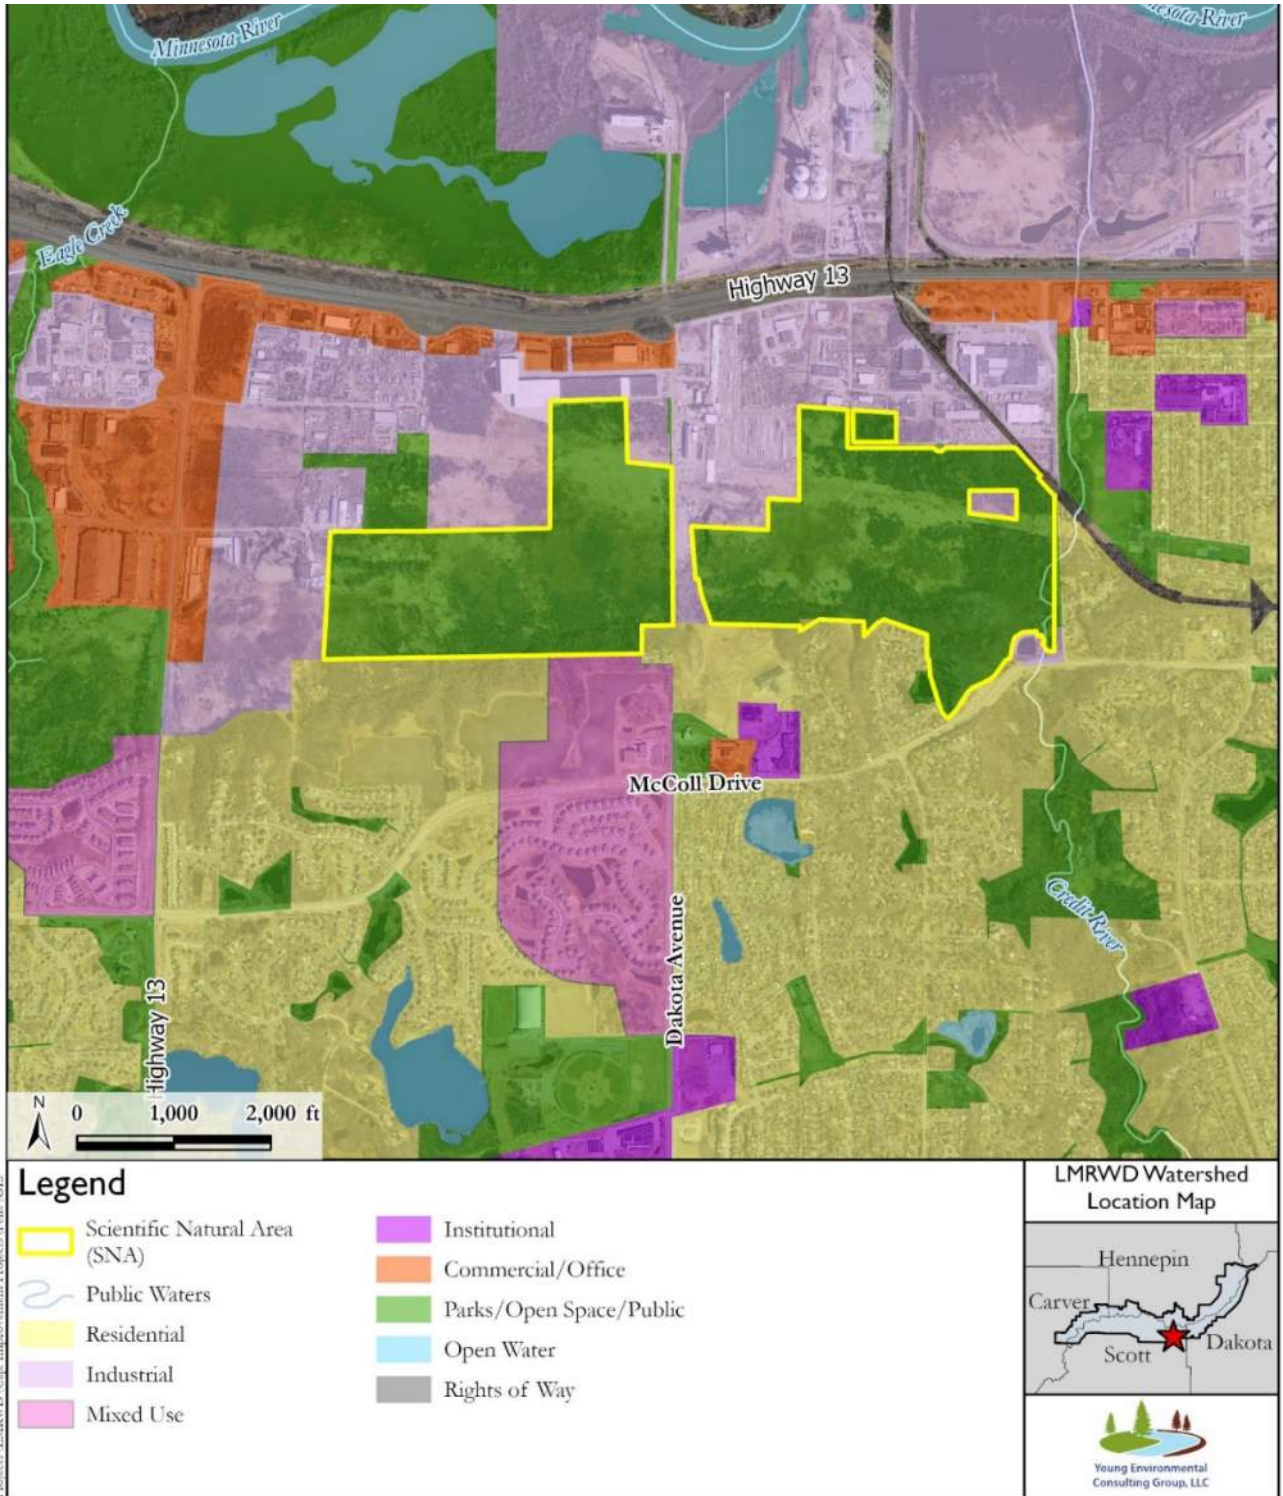 Minnesota River
Minnesota River
Eagle Creek
Highway 13
McColl Drive
Credit River
Dakota Avenue
Highway 13
N
0 1,000 2,000 ft
Legend
Scientific Natural Area
(SNA)
Public Waters
Residential
Industrial
Mixed Use
Institutional
Commercial/Office
Parks/Open Space/Public
Open Water
Rights of Way
LMRWD Watershed
Location Map
Hennepin
Carver
Scott
Dakota
Young Environmental
Consulting Group, LLC